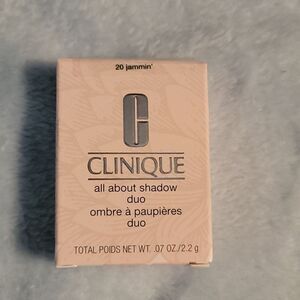 20 jammin'
C
CLINIQUE
all about shadow
duo
ombre à paupières
duo
TOTAL POIDS NET WT. .07 OZ./2.2 g